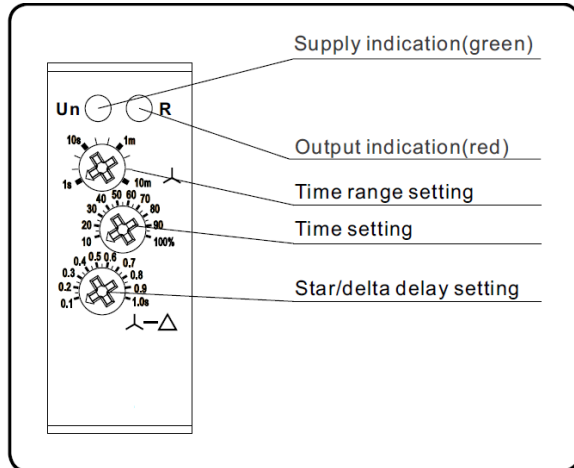 Supply indication(green)
Un
R
Output indication(red)
10s
1m
1s
10m
Time range setting
40 50 60 70
30
80
20
90
10
100%
Time setting
0.5 0.6
0.4
0.7
0.3
0.8
0.2
0.9
0.1
1.0s
Star/delta delay setting